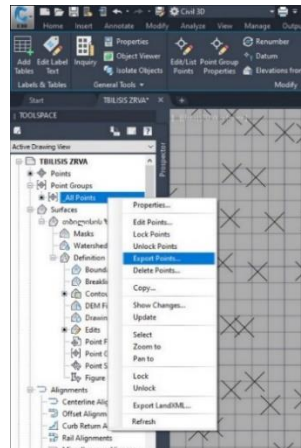 Civil 3D
Home Insert Annotate Modify Analyze View Manage Output
Add Tables
Edit Label Text
Inquiry
Properties
Object Viewer
Isolate Objects
Edit/List Points
Point Group Properties
Renumber
Datum
Elevations from
Labels & Tables
General Tools
Modify
Start
TBILISIS ZRVA*
TOOLSPACE
Active Drawing View
Prospector
TBILISIS ZRVA
Points
Point Groups
_All Points
Surfaces
Masks
Watershed
Definition
Bound
Breakli
Contou
DEM Fi
Drawin
Edits
Point F
Point G
Point S
Figure
Alignments
Centerline Alig
Offset Alignm
Curb Return A
Rail Alignments
Properties...
Edit Points...
Lock Points
Unlock Points
Export Points...
Delete Points...
Copy...
Show Changes...
Update
Select
Zoom to
Pan to
Lock
Unlock
Export LandXML...
Refresh